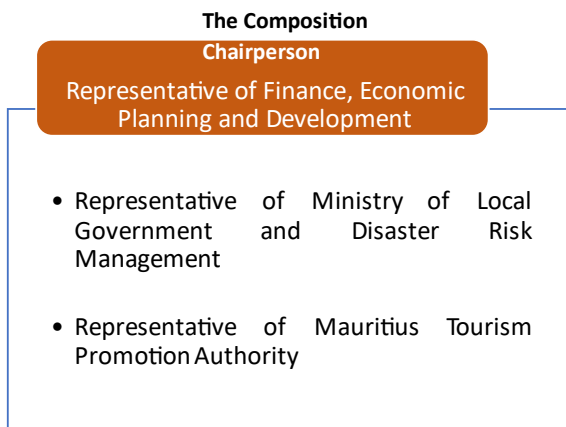 The Composition
Chairperson
Representative of Finance, Economic
Planning and Development
• Representative of Ministry of Local
Government and Disaster Risk
Management
• Representative of Mauritius Tourism
Promotion Authority